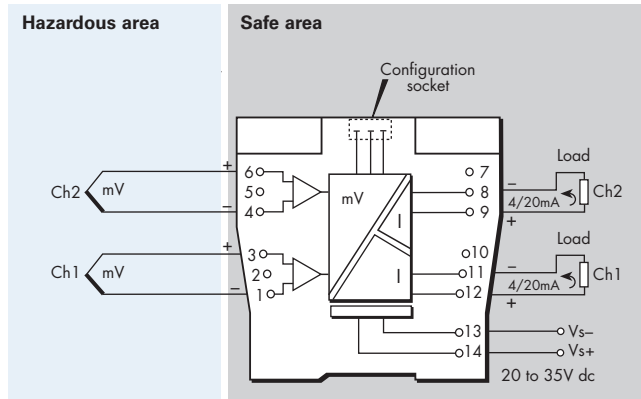 Hazardous area
Safe area
Configuration
socket
+
6
7
Load
Ch2
mV
5
mV
8
–
Ch2
–
4
I
9
4/20mA
+
+
3
10
Load
Ch1
mV
2
I
11
–
Ch1
–
1
12
4/20mA
+
13
Vs–
14
Vs+
20 to 35V dc